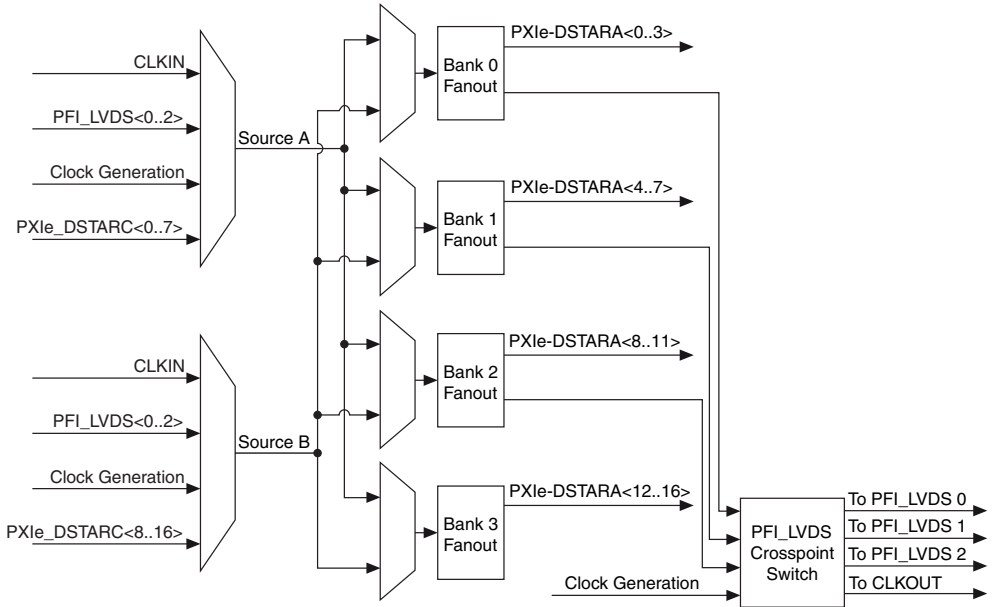 CLKIN
PFI_LVDS<0..2>
Clock Generation
PXIe_DSTARC<0..7>
Source A
CLKIN
PFI_LVDS<0..2>
Clock Generation
PXIe_DSTARC<8..16>
Source B
Bank 0
Fanout
PXIe-DSTARA<0..3>
Bank 1
Fanout
PXIe-DSTARA<4..7>
Bank 2
Fanout
PXIe-DSTARA<8..11>
Bank 3
Fanout
PXIe-DSTARA<12..16>
Clock Generation
PFI_LVDS
Crosspoint
Switch
To PFI_LVDS 0
To PFI_LVDS 1
To PFI_LVDS 2
To CLKOUT